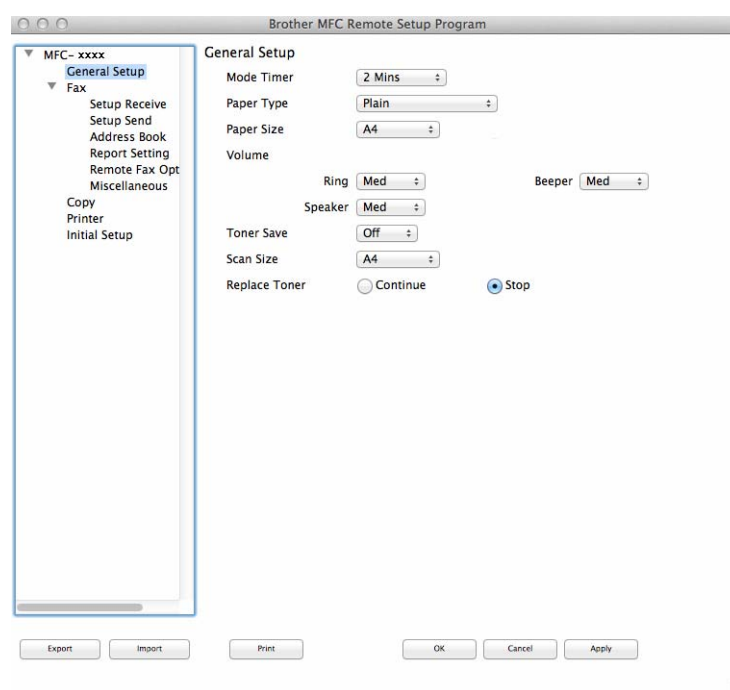 Brother MFC Remote Setup Program
MFC- xxxx
General Setup
Fax
Setup Receive
Setup Send
Address Book
Report Setting
Remote Fax Opt
Miscellaneous
Copy
Printer
Initial Setup
General Setup
Mode Timer 2 Mins
Paper Type Plain
Paper Size A4
Volume
Ring Med Beeper Med
Speaker Med
Toner Save Off
Scan Size A4
Replace Toner Continue Stop
Export Import Print OK Cancel Apply